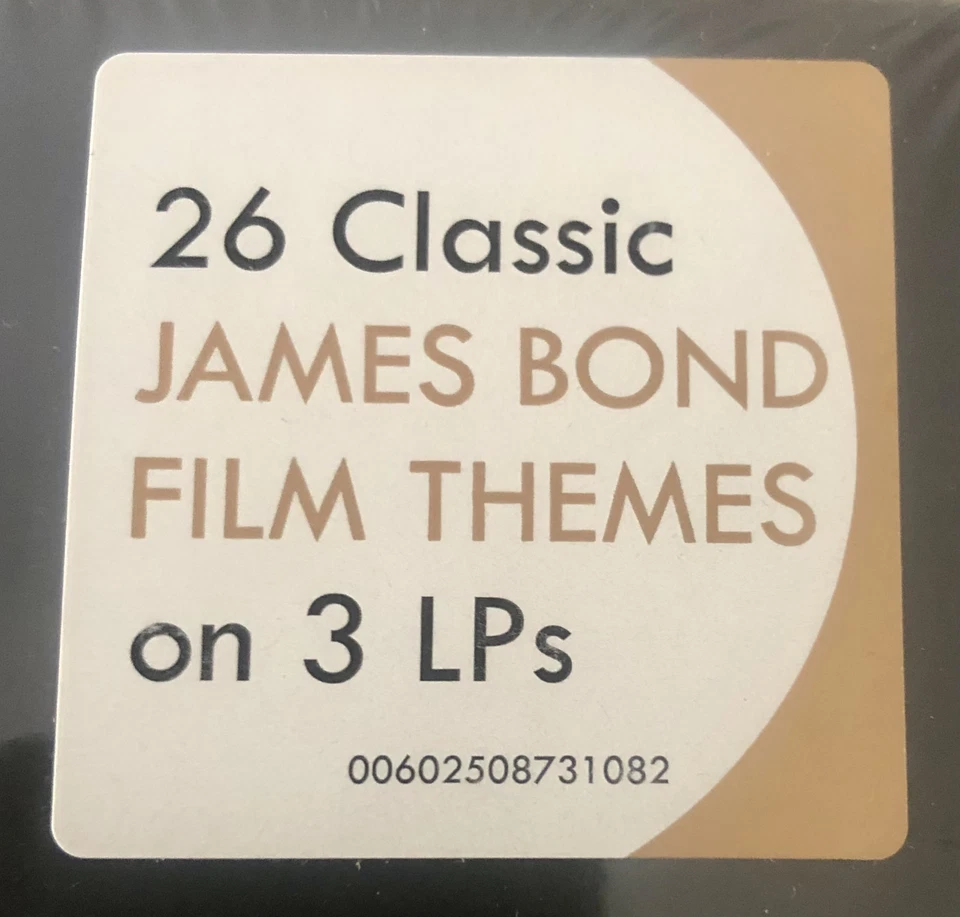 26 Classic
JAMES BOND
FILM THEMES
on 3 LPs
00602508731082